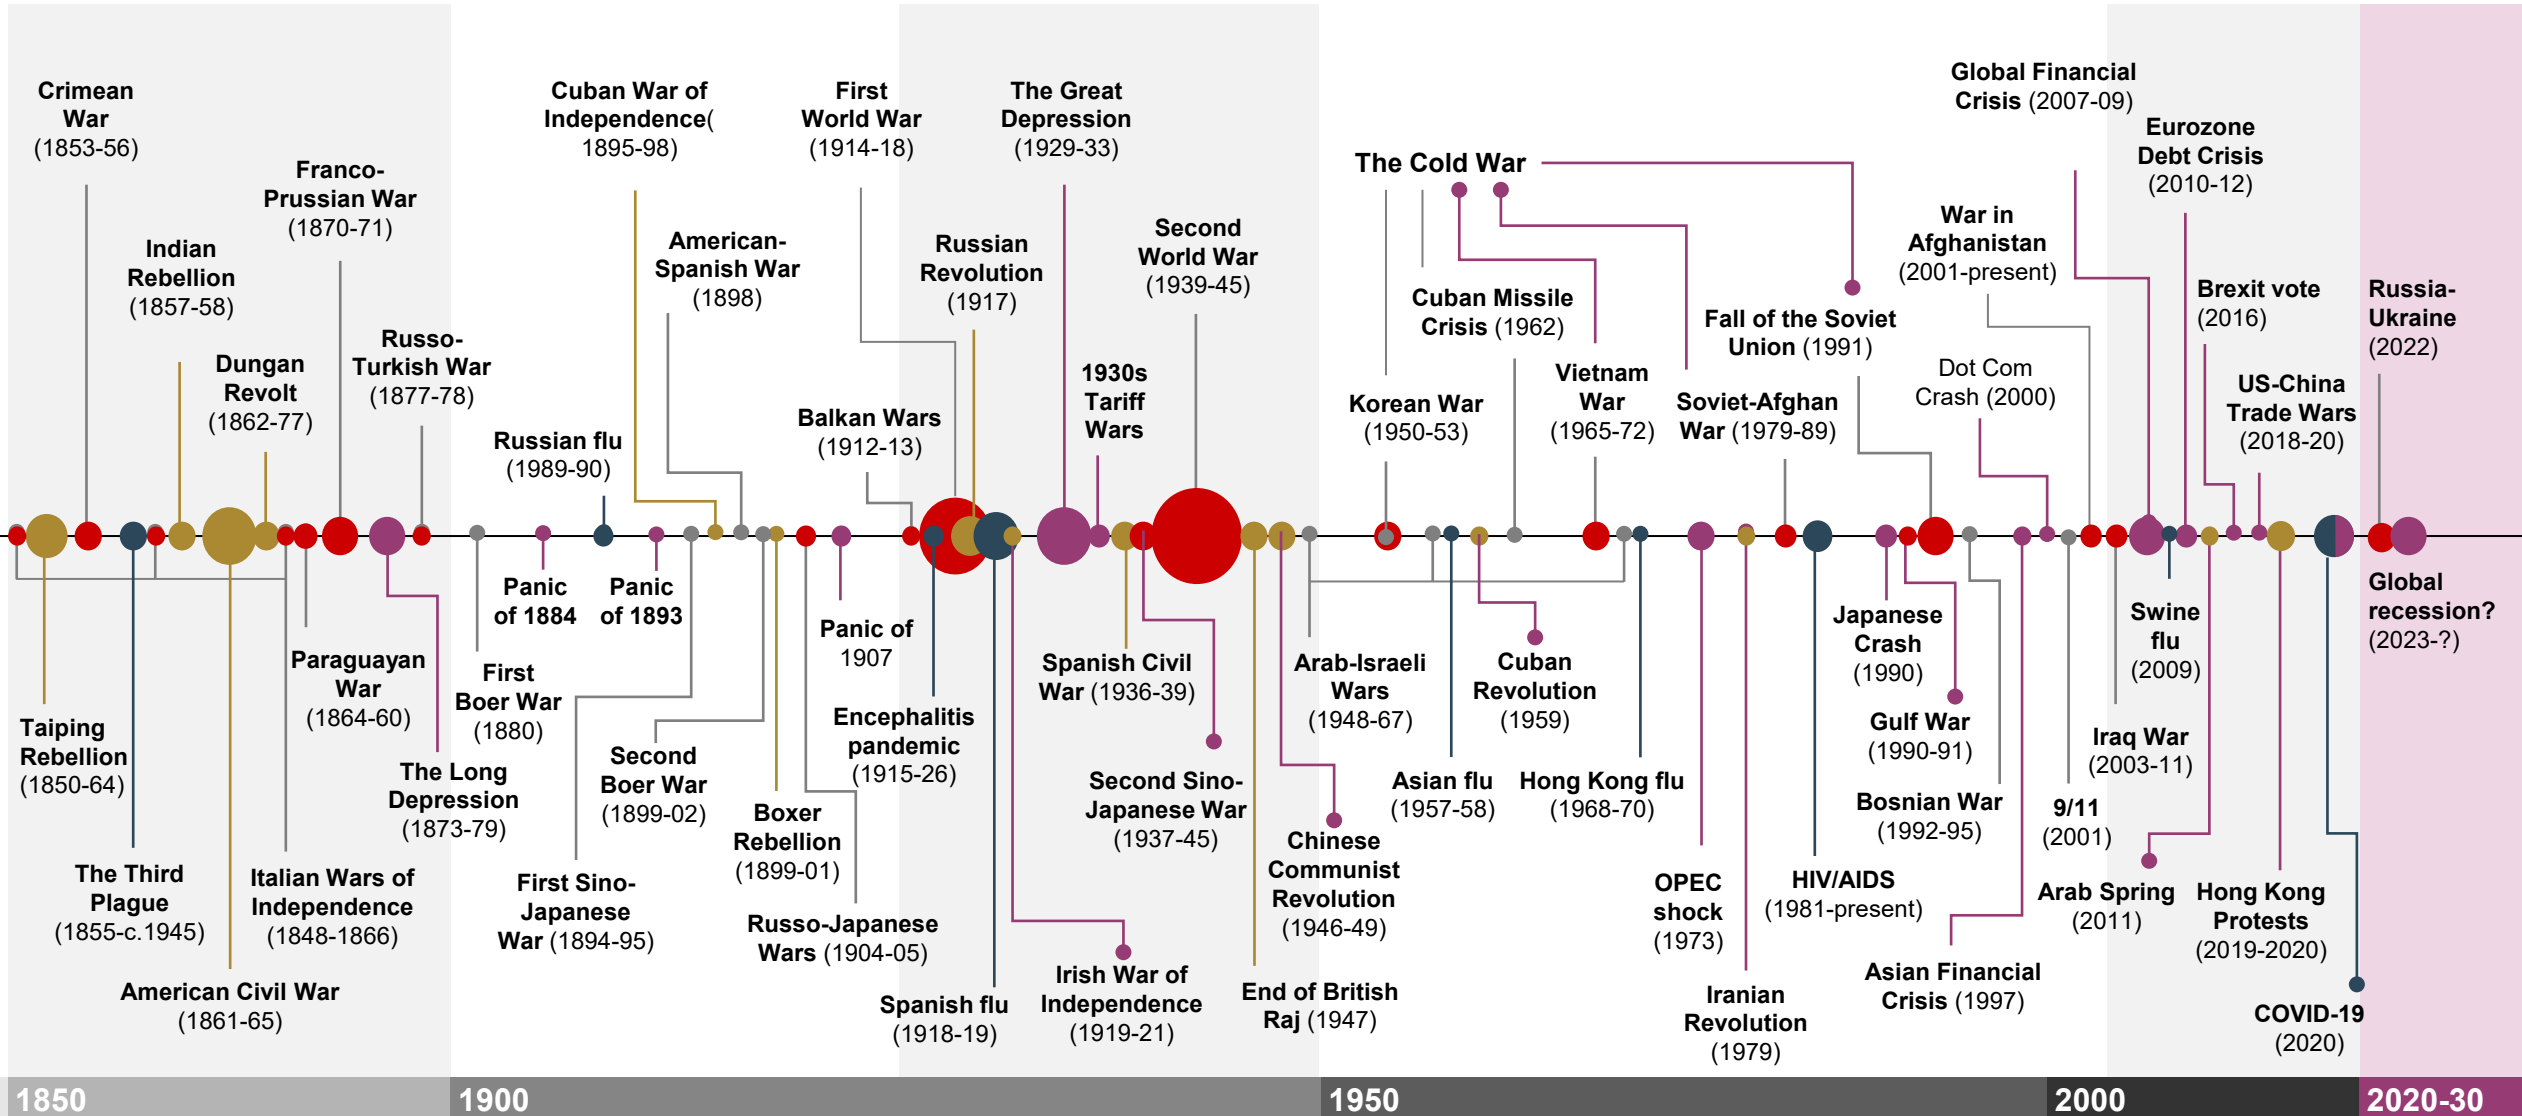 Crimean
War
(1853-56)
Indian
Rebellion
(1857-58)
Franco-
Prussian War
(1870-71)
Dungan
Revolt
(1862-77)
Russo-
Turkish War
(1877-78)
Russian flu
(1989-90)
Cuban War of
Independence(
1895-98)
American-
Spanish War
(1898)
First
World War
(1914-18)
Balkan Wars
(1912-13)
Russian
Revolution
(1917)
The Great
Depression
(1929-33)
1930s
Tariff
Wars
Second
World War
(1939-45)
The Cold War
Korean War
(1950-53)
Cuban Missile
Crisis (1962)
Vietnam
War
(1965-72)
Soviet-Afghan
War (1979-89)
Fall of the Soviet
Union (1991)
War in
Afghanistan
(2001-present)
Dot Com
Crash (2000)
Global Financial
Crisis (2007-09)
Eurozone
Debt Crisis
(2010-12)
Brexit vote
(2016)
US-China
Trade Wars
(2018-20)
Russia-
Ukraine
(2022)
Taiping
Rebellion
(1850-64)
The Third
Plague
(1855-c.1945)
American Civil War
(1861-65)
Italian Wars of
Independence
(1848-1866)
Paraguayan
War
(1864-60)
The Long
Depression
(1873-79)
First
Boer War
(1880)
Panic
of 1884
Panic
of 1893
First Sino-
Japanese
War (1894-95)
Second
Boer War
(1899-02)
Boxer
Rebellion
(1899-01)
Russo-Japanese
Wars (1904-05)
Panic of
1907
Encephalitis
pandemic
(1915-26)
Spanish flu
(1918-19)
Irish War of
Independence
(1919-21)
Spanish Civil
War (1936-39)
Second Sino-
Japanese War
(1937-45)
End of British
Raj (1947)
Chinese
Communist
Revolution
(1946-49)
Arab-Israeli
Wars
(1948-67)
Asian flu
(1957-58)
Cuban
Revolution
(1959)
Hong Kong flu
(1968-70)
OPEC
shock
(1973)
Iranian
Revolution
(1979)
HIV/AIDS
(1981-present)
Japanese
Crash
(1990)
Gulf War
(1990-91)
Bosnian War
(1992-95)
Asian Financial
Crisis (1997)
9/11
(2001)
Iraq War
(2003-11)
Swine
flu
(2009)
Arab Spring
(2011)
Hong Kong
Protests
(2019-2020)
COVID-19
(2020)
Global
recession?
(2023-?)
1850
1900
1950
2000
2020-30